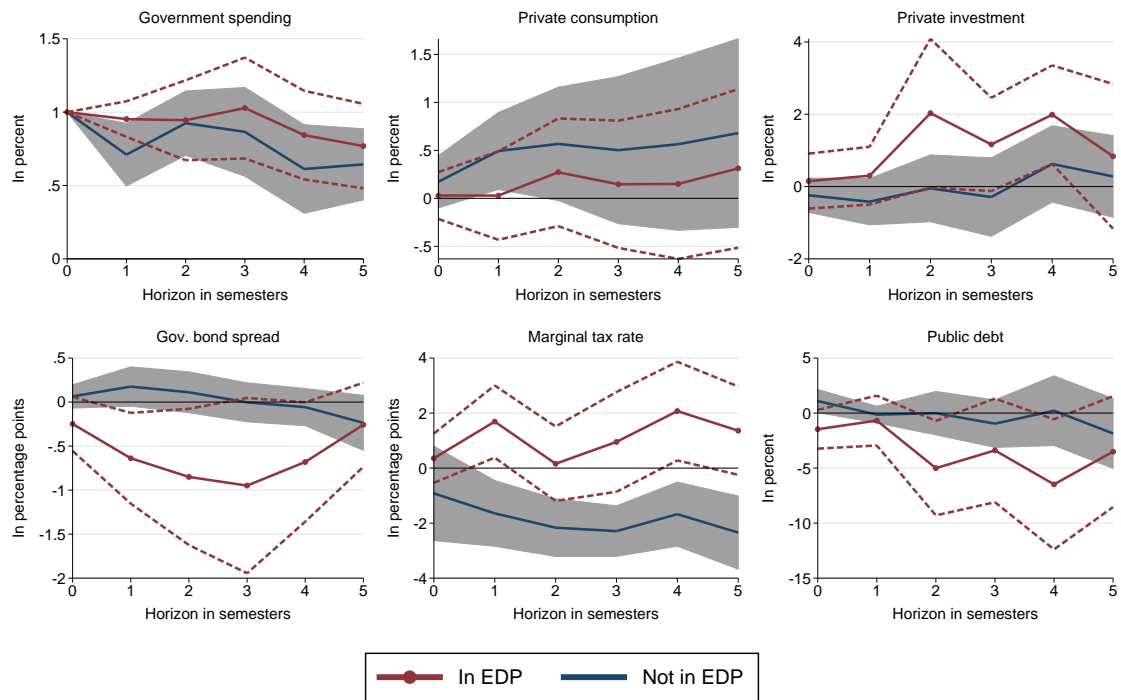 Government spending
In percent
1.5
1
.5
0
0 1 2 3 4 5
Horizon in semesters
Private consumption
In percent
1.5
1
.5
0
-.5
0 1 2 3 4 5
Horizon in semesters
Private investment
In percent
4
2
0
-2
0 1 2 3 4 5
Horizon in semesters
Gov. bond spread
In percentage points
.5
0
-.5
-1
-1.5
-2
0 1 2 3 4 5
Horizon in semesters
Marginal tax rate
In percentage points
4
2
0
-2
-4
0 1 2 3 4 5
Horizon in semesters
Public debt
In percent
5
0
-5
-10
-15
0 1 2 3 4 5
Horizon in semesters
In EDP
Not in EDP